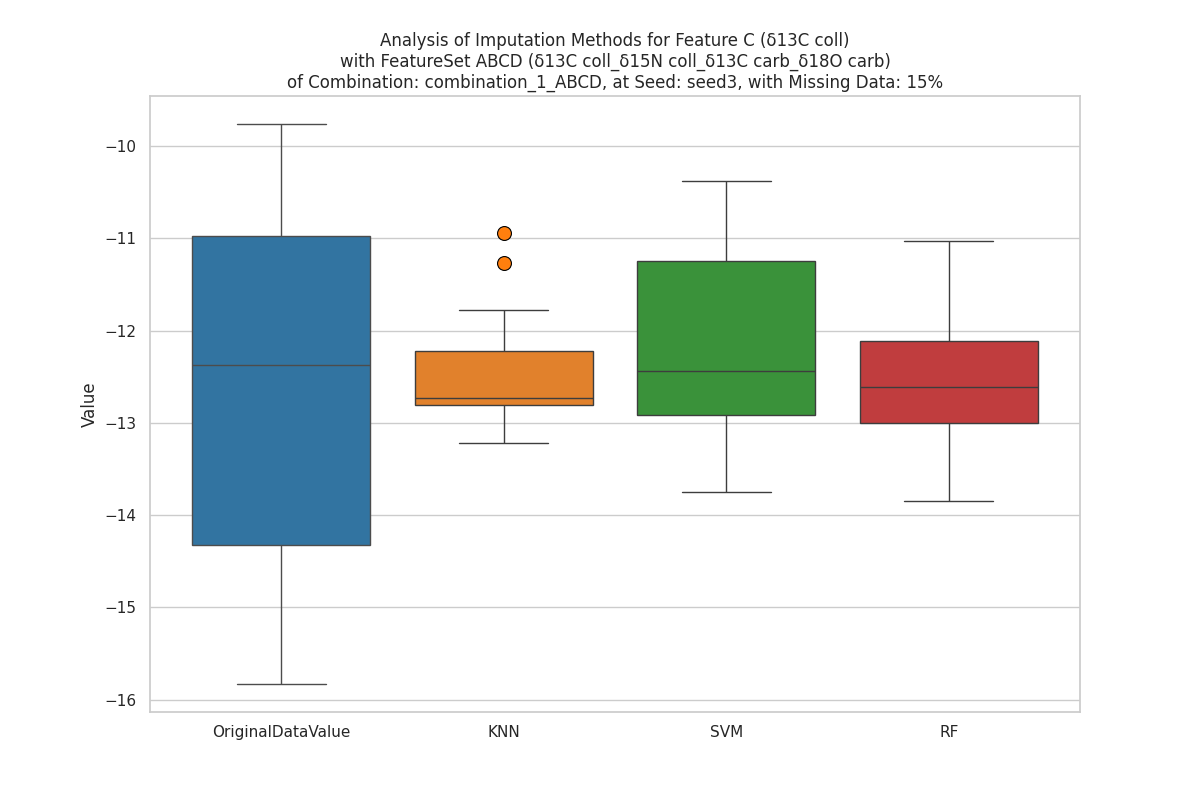 Analysis of Imputation Methods for Feature C (δ13C coll)
with FeatureSet ABCD (δ13C coll_δ15N coll_δ13C carb_δ18O carb)
of Combination: combination_1_ABCD, at Seed: seed3, with Missing Data: 15%
−10
−11
−12
−13
−14
−15
−16
Value
OriginalDataValue
KNN
SVM
RF